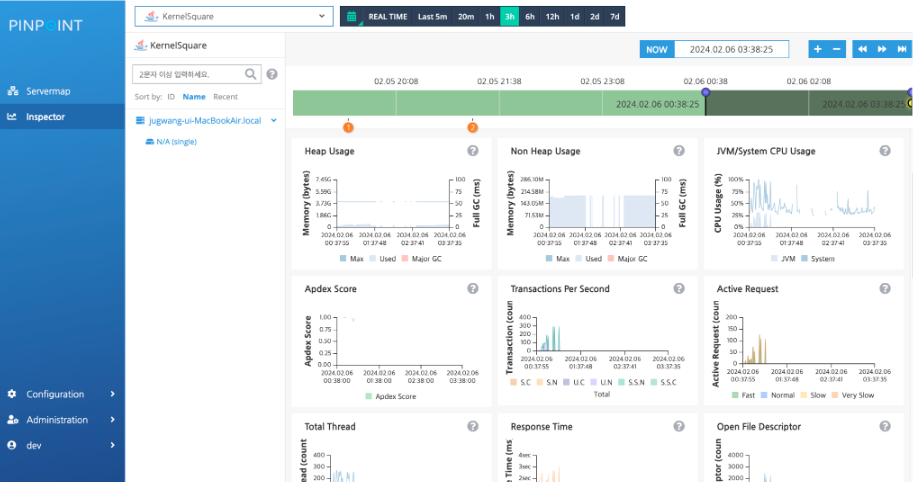 PINPOINT
Servermap
Inspector
Configuration
Administration
dev
KernelSquare
REAL TIME Last 5m 20m 1h 3h 6h 12h 1d 2d 7d
KernelSquare
2문자 이상 입력하세요.
Sort by: ID Name Recent
jugwang-ui-MacBookAir.local
N/A (single)
NOW 2024.02.06 03:38:25
02.05 20:08 02.05 21:38 02.05 23:08 02.06 00:38 02.06 02:08
2024.02.06 00:38:25 2024.02.06 03:38:25
1 2
Heap Usage
Memory (bytes)
7.45G
5.59G
3.73G
1.86G
0
100
75
50
25
0
Full GC (ms)
2024.02.06 2024.02.06 2024.02.06 2024.02.06
00:37:55 01:37:48 02:37:41 03:37:35
Max Used Major GC
Non Heap Usage
Memory (bytes)
286.10M
214.58M
143.05M
71.53M
0
100
75
50
25
0
Full GC (ms)
2024.02.06 2024.02.06 2024.02.06 2024.02.06
00:37:55 01:37:48 02:37:41 03:37:35
Max Used Major GC
JVM/System CPU Usage
CPU Usage (%)
100%
75%
50%
25%
0%
2024.02.06 2024.02.06 2024.02.06 2024.02.06
00:37:55 01:37:48 02:37:41 03:37:35
JVM System
Apdex Score
Apdex Score
1.00
0.75
0.50
0.25
0.00
2024.02.06 2024.02.06 2024.02.06 2024.02.06
00:38:00 01:38:00 02:38:00 03:38:00
Apdex Score
Transactions Per Second
Transaction (coun
400
300
200
100
0
2024.02.06 2024.02.06 2024.02.06 2024.02.06
00:37:55 01:37:48 02:37:41 03:37:35
S.C S.N U.C U.N S.S.N S.S.C
Total
Active Request
Active Request (coun
200
150
100
50
0
2024.02.06 2024.02.06 2024.02.06 2024.02.06
00:37:55 01:37:48 02:37:41 03:37:35
Fast Normal Slow Very Slow
Total Thread
ead (count
400
300
200
Response Time
Time (ms
4sec
3sec
2sec
Open File Descriptor
ptor (coun
4000
3000
2000